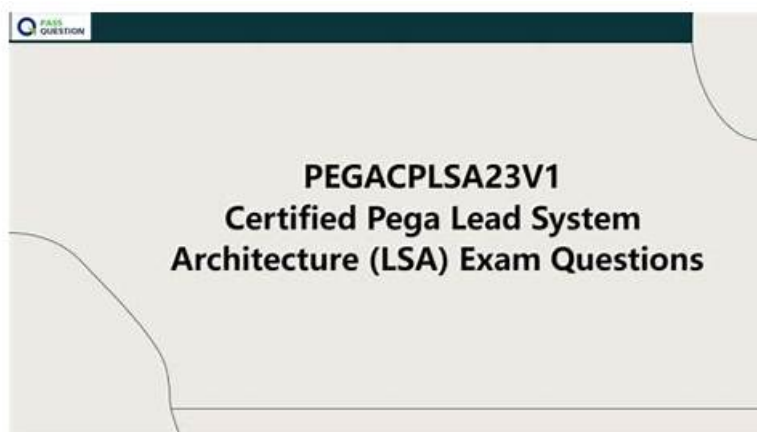 PASS
QUESTION
PEGACPLSA23V1
Certified Pega Lead System
Architecture (LSA) Exam Questions